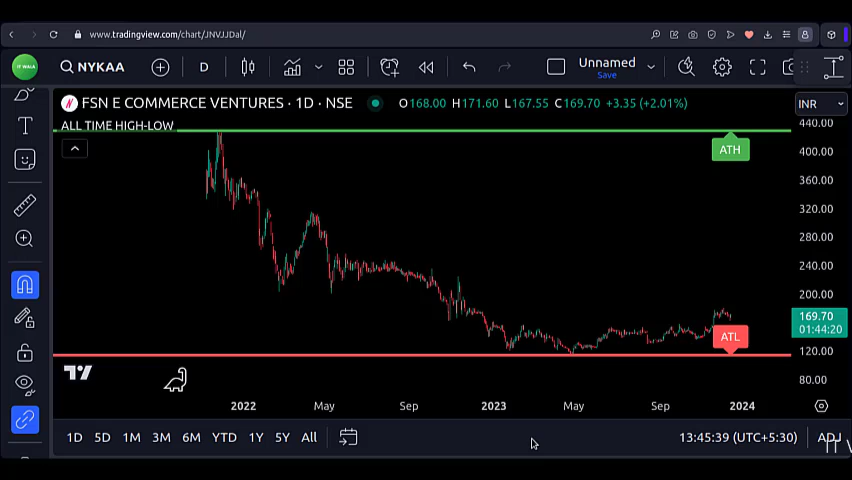 www.tradingview.com/chart/JNVJJDal/
IT WALA
NYKAA
D
Unnamed
Save
FSN E COMMERCE VENTURES · 1D · NSE
O168.00 H171.60 L167.55 C169.70 +3.35 (+2.01%)
INR
ALL TIME HIGH-LOW
440.00
ATH
400.00
360.00
320.00
280.00
240.00
200.00
169.70
01:44:20
ATL
120.00
80.00
2022 May Sep 2023 May Sep 2024
1D 5D 1M 3M 6M YTD 1Y 5Y All
13:45:39 (UTC+5:30)
ADJ